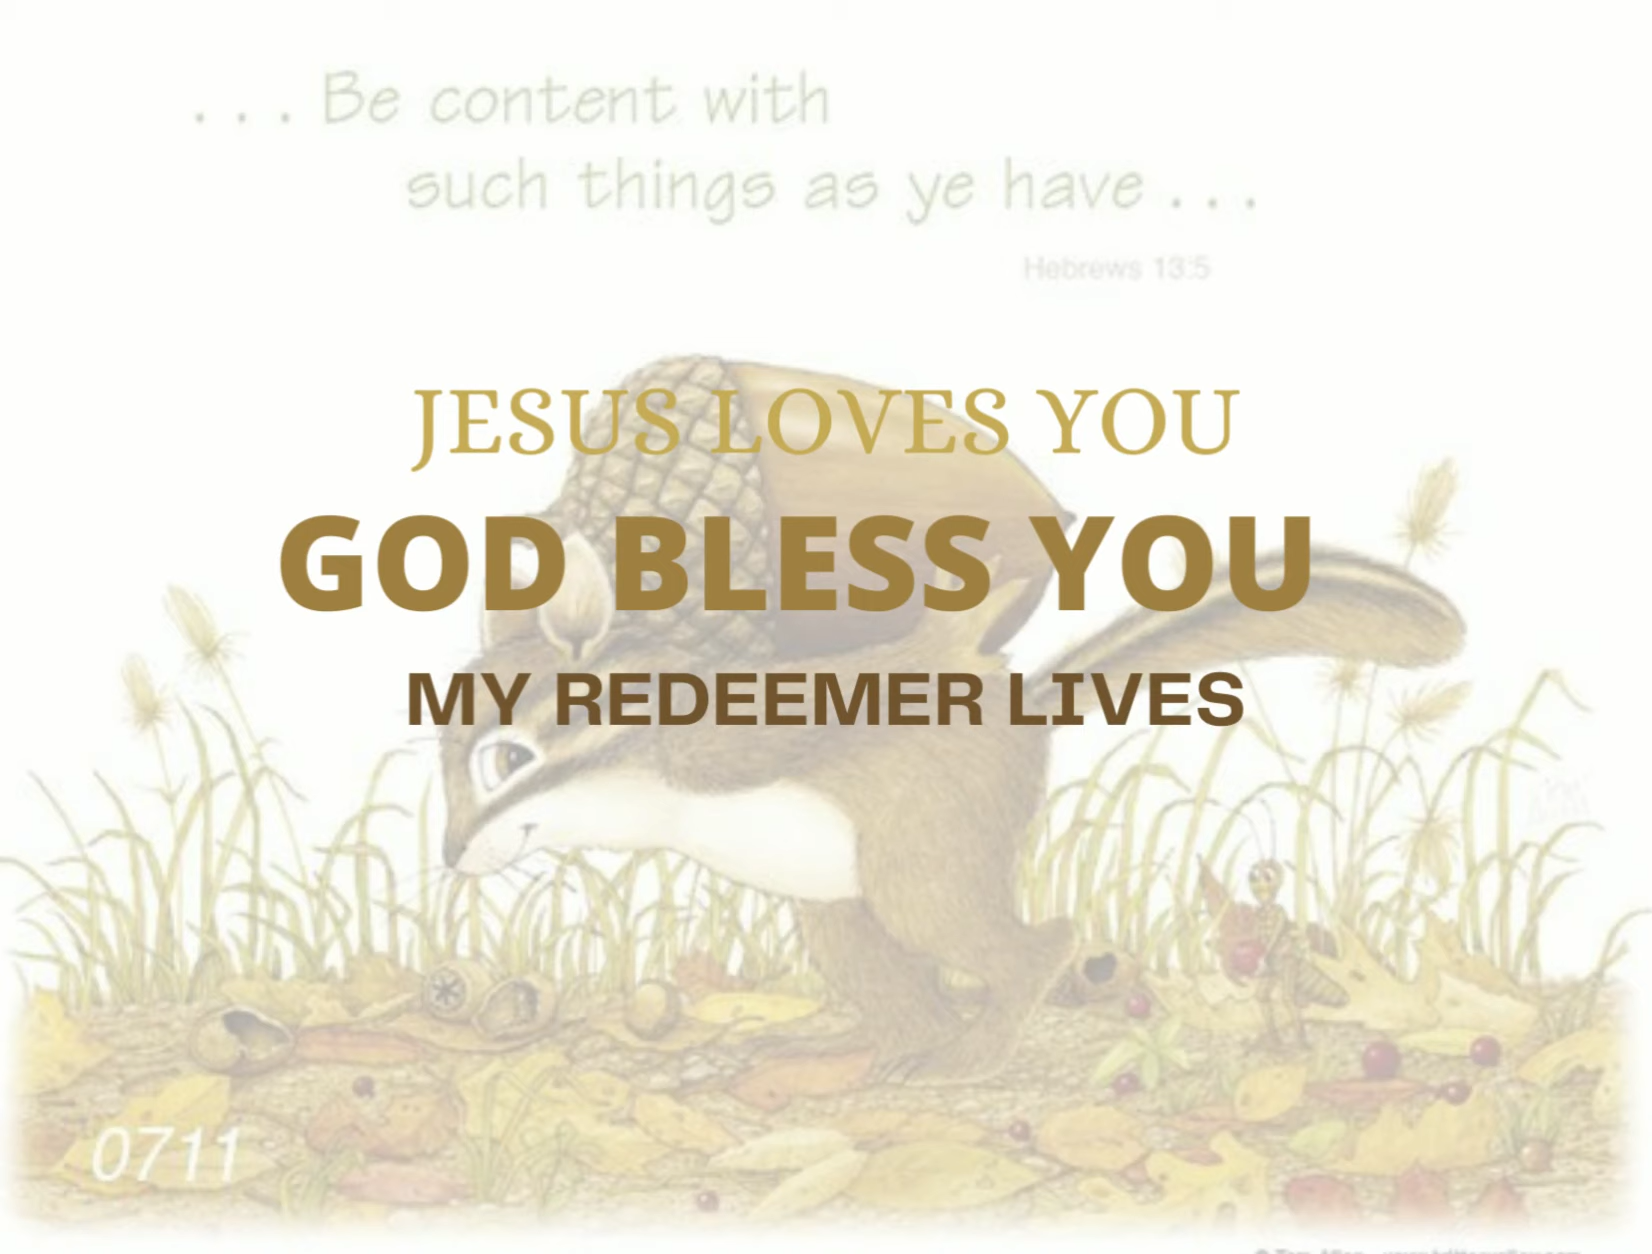 . . . Be content with
such things as ye have . . .
Hebrews 13:5
JESUS LOVES YOU
GOD BLESS YOU
MY REDEEMER LIVES
0711